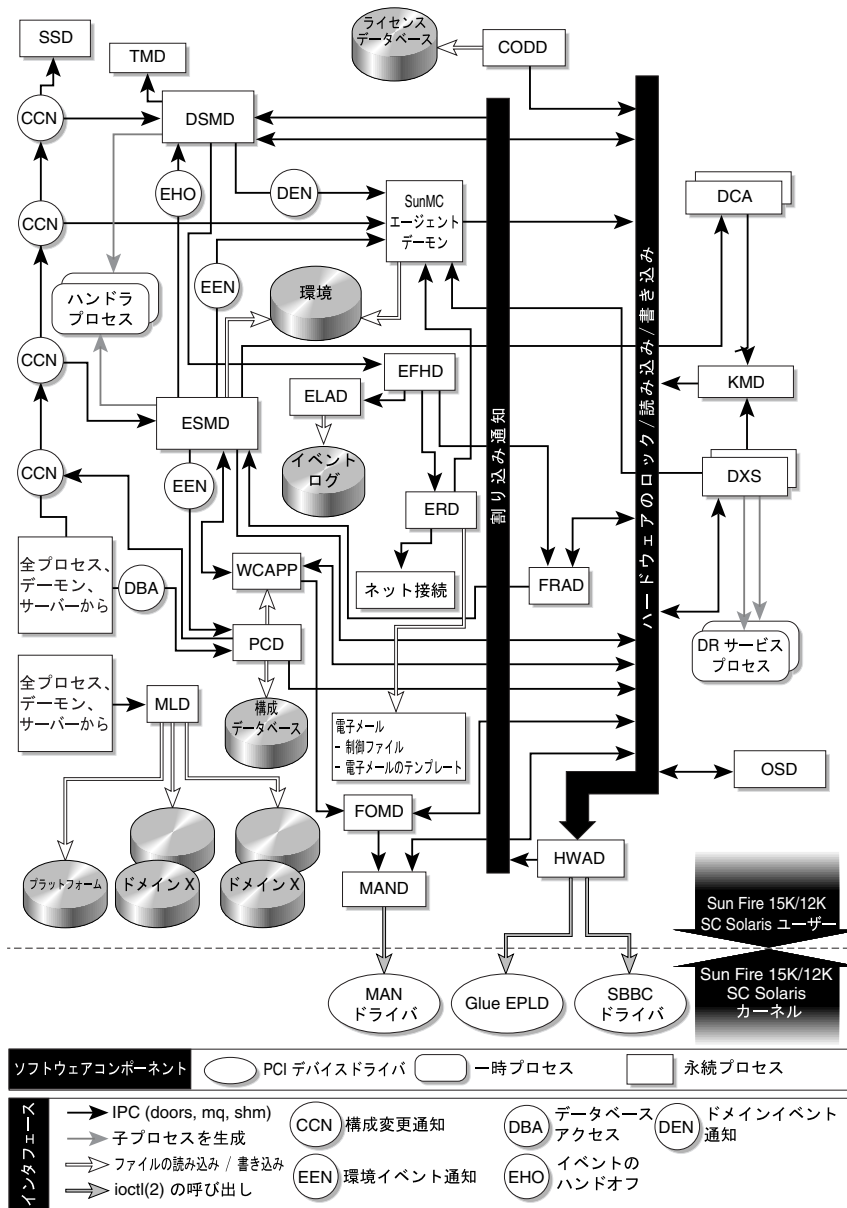 ライセンス
データベース
CODD
SSD
TMD
CCN
DSMD
EHO
DEN
SunMC
エージェント
デーモン
DCA
CCN
EEN
環境
ハンドラ
プロセス
CCN
EFHD
KMD
ELAD
ESMD
イベント
ログ
DXS
CCN
EEN
ERD
割り込み通知
ハードウェアのロック/読み込み/書き込み
全プロセス、
デーモン、
サーバーから
DBA
WCAPP
ネット接続
FRAD
PCD
DR サービス
プロセス
全プロセス、
デーモン、
サーバーから
MLD
構成
データベース
電子メール
- 制御ファイル
- 電子メールのテンプレート
OSD
FOMD
HWAD
プラットフォーム
ドメイン X
ドメイン X
MAND
Sun Fire 15K/12K
SC Solaris ユーザー
MAN
ドライバ
Glue EPLD
SBBC
ドライバ
Sun Fire 15K/12K
SC Solaris
カーネル
ソフトウェアコンポーネント
PCI デバイスドライバ
一時プロセス
永続プロセス
インタフェース
IPC (doors, mq, shm)
子プロセスを生成
ファイルの読み込み / 書き込み
ioctl(2) の呼び出し
CCN
構成変更通知
EEN
環境イベント通知
DBA
データベース
アクセス
EHO
イベントの
ハンドオフ
DEN
ドメインイベント
通知